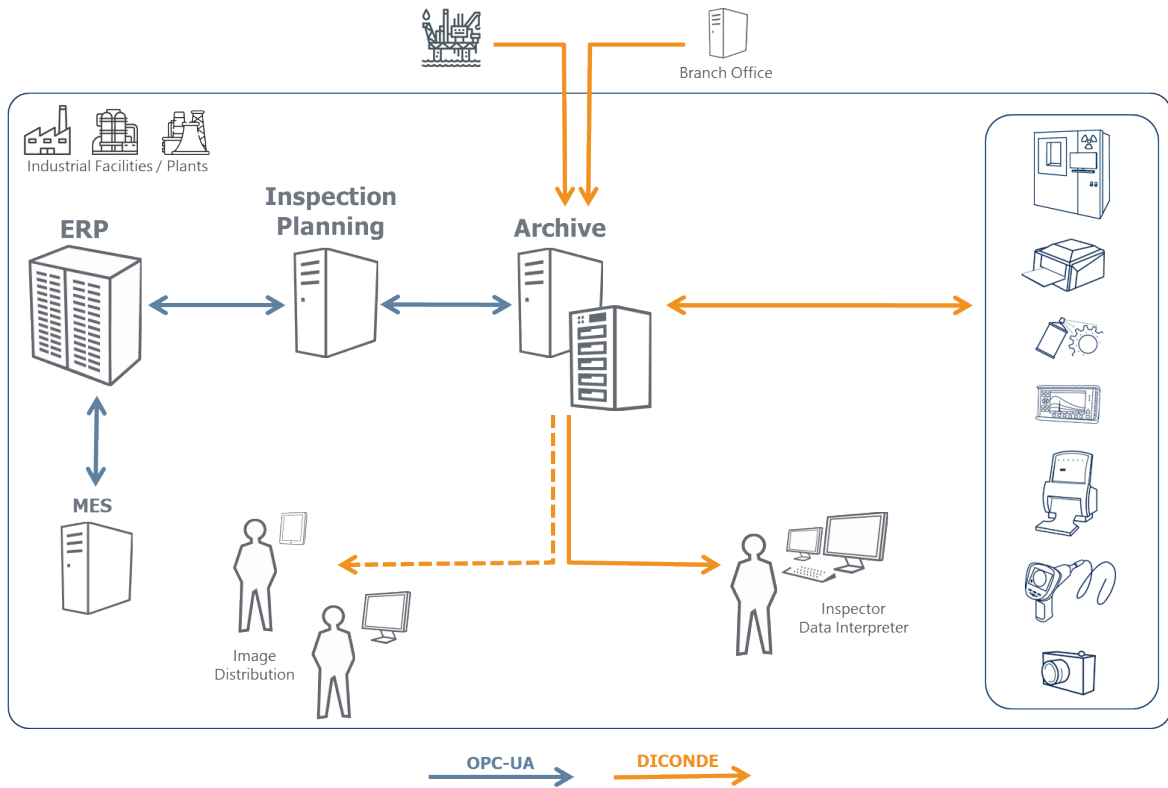 Branch Office
Industrial Facilities / Plants
Inspection
Planning
ERP
Archive
MES
Image
Distribution
Inspector
Data Interpreter
OPC-UA
DICONDE